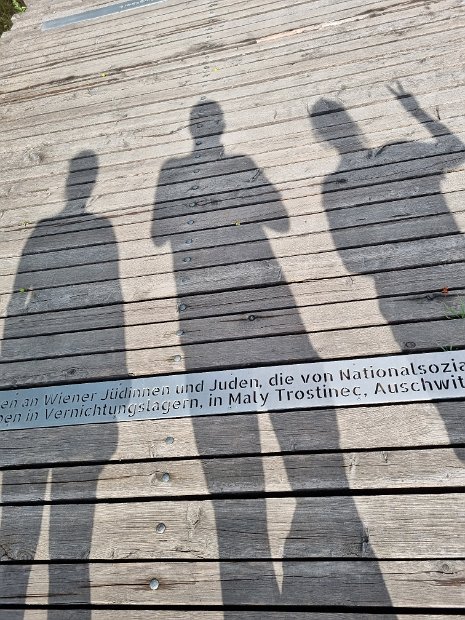 en an Wiener Jüdinnen und Juden, die von Nationalsozia
en in Vernichtungslagern, in Maly Trostinec, Auschwit